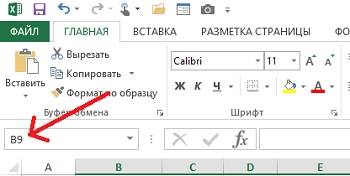 ФАЙЛ ГЛАВНАЯ ВСТАВКА РАЗМЕТКА СТРАНИЦЫ
Вырезать
Копировать
Формат по образцу
Вставить
Буфер обмена
Calibri 11
Ж К Ч A
Шрифт
B9 fx
A B C D E